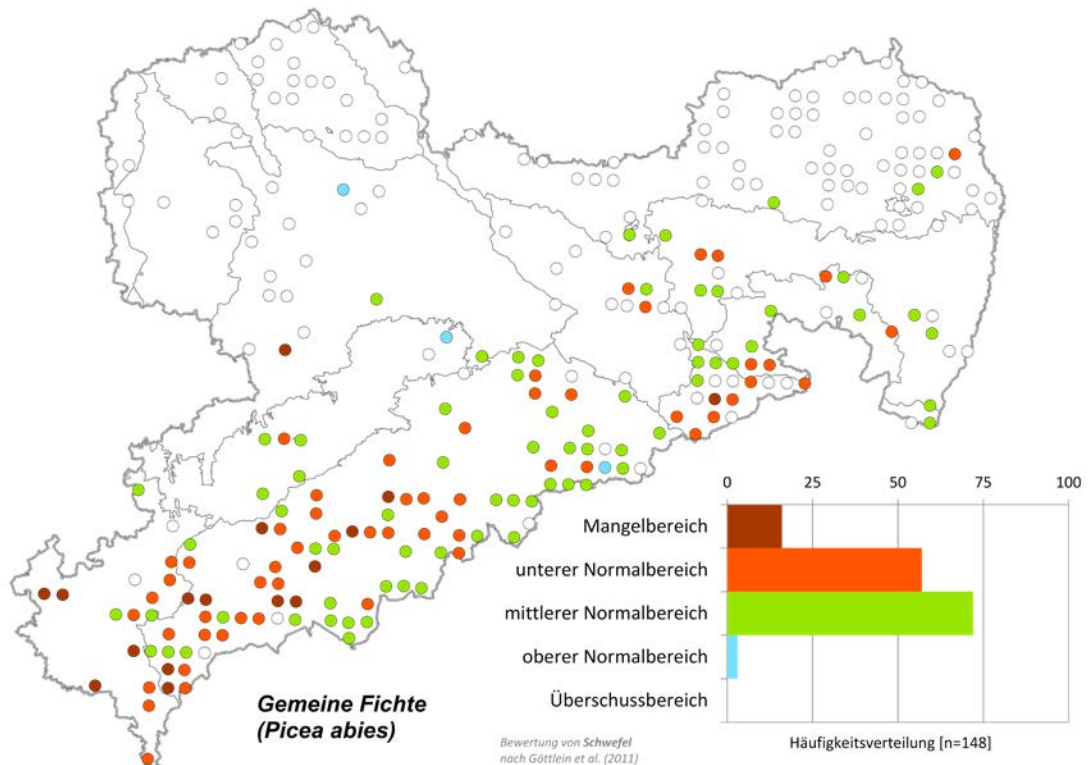 0 25 50 75 100
Mangelbereich
unterer Normalbereich
mittlerer Normalbereich
oberer Normalbereich
Überschussbereich
Gemeine Fichte
(Picea abies)
Bewertung von Schwefel
nach Göttlein et al. (2011)
Häufigkeitsverteilung [n=148]